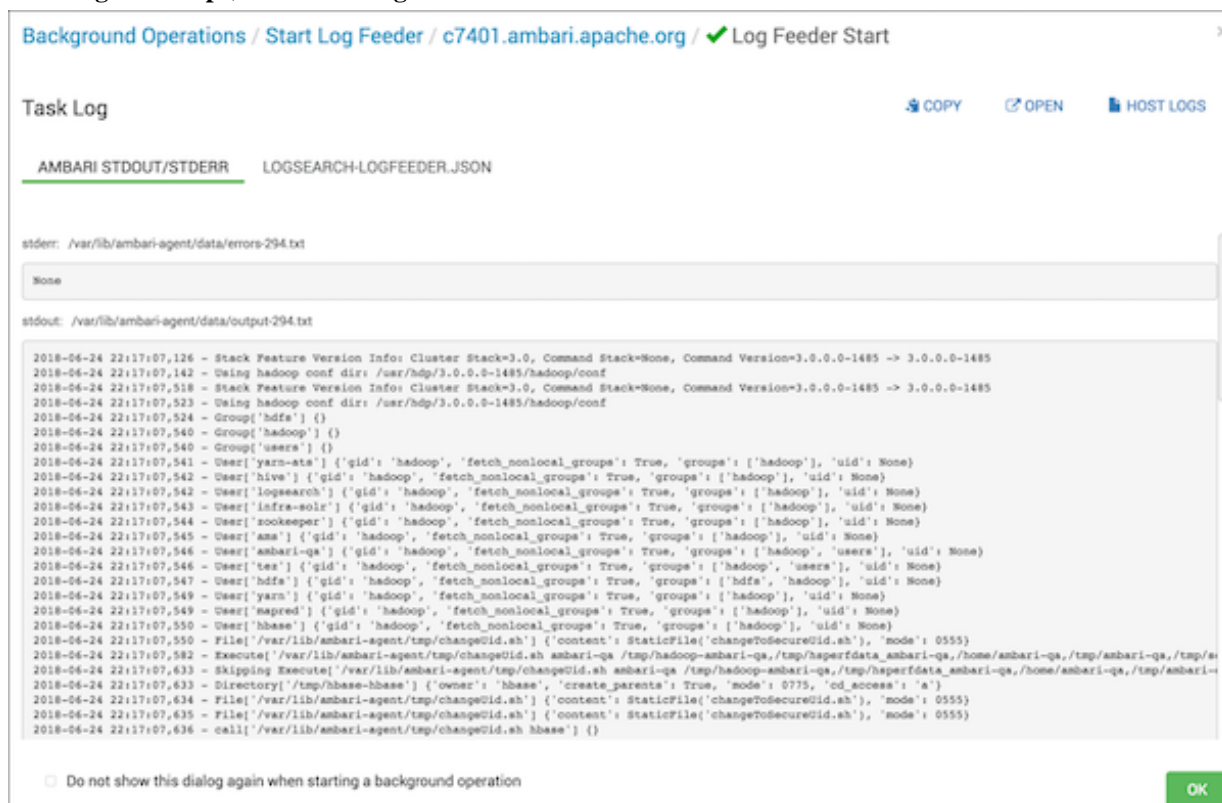 Background Operations / Start Log Feeder / c7401.ambari.apache.org / ✔ Log Feeder Start
Task Log
COPY OPEN HOST LOGS
AMBARI STDOUT/STDERR LOGSEARCH-LOGFEEDER.JSON
stderr: /var/lib/ambari-agent/data/errors-294.txt
None
stdout: /var/lib/ambari-agent/data/output-294.txt
2018-06-24 22:17:07,126 - Stack Feature Version Info: Cluster Stack=3.0, Command Stack=None, Command Version=3.0.0.0-1485 -> 3.0.0.0-1485
2018-06-24 22:17:07,142 - Using hadoop conf dir: /usr/hdp/3.0.0.0-1485/hadoop/conf
2018-06-24 22:17:07,518 - Stack Feature Version Info: Cluster Stack=3.0, Command Stack=None, Command Version=3.0.0.0-1485 -> 3.0.0.0-1485
2018-06-24 22:17:07,523 - Using hadoop conf dir: /usr/hdp/3.0.0.0-1485/hadoop/conf
2018-06-24 22:17:07,524 - Group['hdfs'] {}
2018-06-24 22:17:07,540 - Group['hadoop'] {}
2018-06-24 22:17:07,540 - Group['users'] {}
2018-06-24 22:17:07,541 - User['yarn-ats'] {'gid': 'hadoop', 'fetch_nonlocal_groups': True, 'groups': ['hadoop'], 'uid': None}
2018-06-24 22:17:07,542 - User['hive'] {'gid': 'hadoop', 'fetch_nonlocal_groups': True, 'groups': ['hadoop'], 'uid': None}
2018-06-24 22:17:07,542 - User['logsearch'] {'gid': 'hadoop', 'fetch_nonlocal_groups': True, 'groups': ['hadoop'], 'uid': None}
2018-06-24 22:17:07,543 - User['infra-solr'] {'gid': 'hadoop', 'fetch_nonlocal_groups': True, 'groups': ['hadoop'], 'uid': None}
2018-06-24 22:17:07,544 - User['zookeeper'] {'gid': 'hadoop', 'fetch_nonlocal_groups': True, 'groups': ['hadoop'], 'uid': None}
2018-06-24 22:17:07,545 - User['ams'] {'gid': 'hadoop', 'fetch_nonlocal_groups': True, 'groups': ['hadoop'], 'uid': None}
2018-06-24 22:17:07,546 - User['ambari-qa'] {'gid': 'hadoop', 'fetch_nonlocal_groups': True, 'groups': ['hadoop', 'users'], 'uid': None}
2018-06-24 22:17:07,546 - User['tez'] {'gid': 'hadoop', 'fetch_nonlocal_groups': True, 'groups': ['hadoop', 'users'], 'uid': None}
2018-06-24 22:17:07,547 - User['hdfs'] {'gid': 'hadoop', 'fetch_nonlocal_groups': True, 'groups': ['hdfs', 'hadoop'], 'uid': None}
2018-06-24 22:17:07,549 - User['yarn'] {'gid': 'hadoop', 'fetch_nonlocal_groups': True, 'groups': ['hadoop'], 'uid': None}
2018-06-24 22:17:07,549 - User['mapred'] {'gid': 'hadoop', 'fetch_nonlocal_groups': True, 'groups': ['hadoop'], 'uid': None}
2018-06-24 22:17:07,550 - User['hbase'] {'gid': 'hadoop', 'fetch_nonlocal_groups': True, 'groups': ['hadoop'], 'uid': None}
2018-06-24 22:17:07,550 - File['/var/lib/ambari-agent/tmp/changeUid.sh'] {'content': StaticFile('changeToSecureUid.sh'), 'mode': 0555}
2018-06-24 22:17:07,582 - Execute['/var/lib/ambari-agent/tmp/changeUid.sh ambari-qa /tmp/hadoop-ambari-qa,/tmp/hsperfdata_ambari-qa,/home/ambari-qa,/tmp/ambari-qa,/tmp/s
2018-06-24 22:17:07,633 - Skipping Execute['/var/lib/ambari-agent/tmp/changeUid.sh ambari-qa /tmp/hadoop-ambari-qa,/tmp/hsperfdata_ambari-qa,/home/ambari-qa,/tmp/ambari-
2018-06-24 22:17:07,633 - Directory['/tmp/hbase-hbase'] {'owner': 'hbase', 'create_parents': True, 'mode': 0775, 'cd_access': 'a'}
2018-06-24 22:17:07,634 - File['/var/lib/ambari-agent/tmp/changeUid.sh'] {'content': StaticFile('changeToSecureUid.sh'), 'mode': 0555}
2018-06-24 22:17:07,635 - File['/var/lib/ambari-agent/tmp/changeUid.sh'] {'content': StaticFile('changeToSecureUid.sh'), 'mode': 0555}
2018-06-24 22:17:07,636 - call['/var/lib/ambari-agent/tmp/changeUid.sh hbase'] {}
Do not show this dialog again when starting a background operation
OK